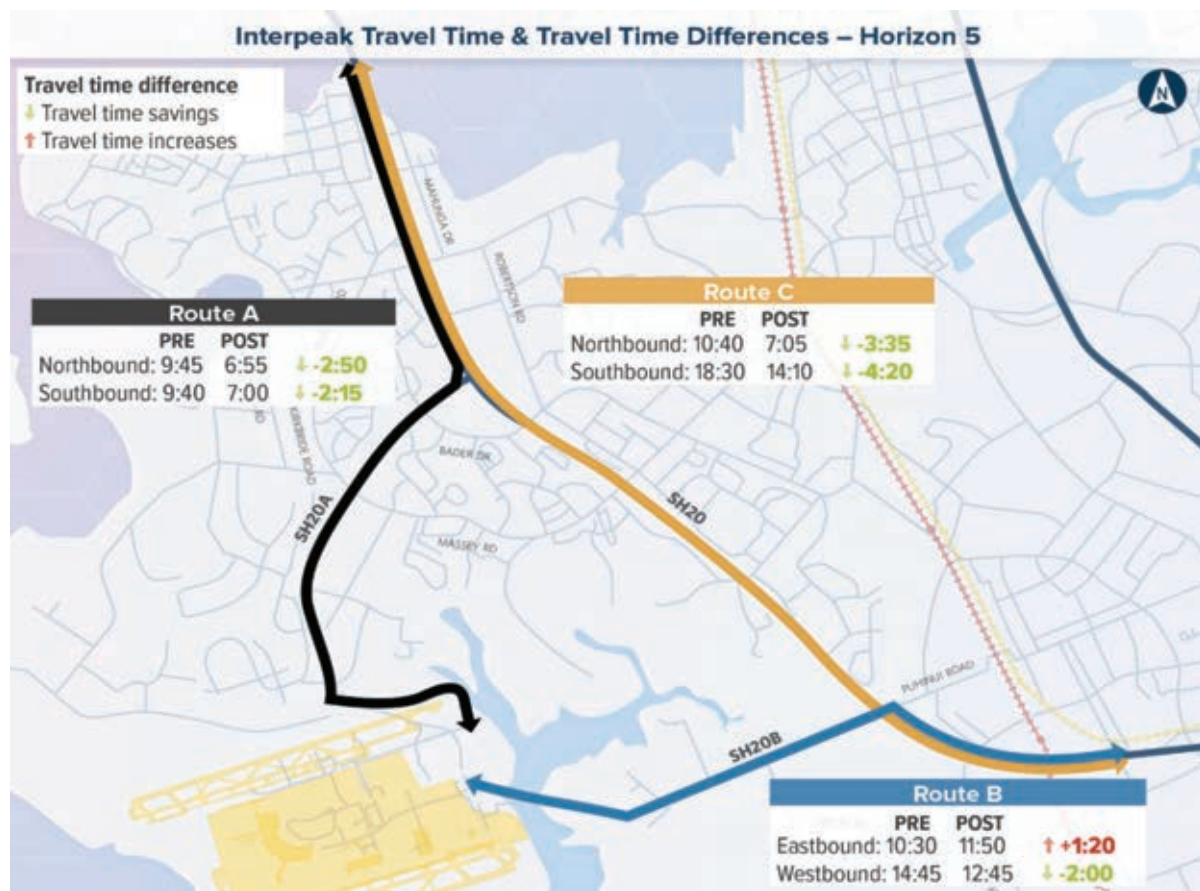 Interpeak Travel Time & Travel Time Differences – Horizon 5
Travel time difference
↓ Travel time savings
↑ Travel time increases
N
MAHUNGA DR
ROBERTSON RD
Route A
PRE POST
Northbound: 9:45 6:55 ↓ -2:50
Southbound: 9:40 7:00 ↓ -2:15
Route C
PRE POST
Northbound: 10:40 7:05 ↓ -3:35
Southbound: 18:30 14:10 ↓ -4:20
RD
ROAD
BADER DR
SH20A
SH20
MASSEY RD
PUHINUI ROAD
SH20B
Route B
PRE POST
Eastbound: 10:30 11:50 ↑ +1:20
Westbound: 14:45 12:45 ↓ -2:00